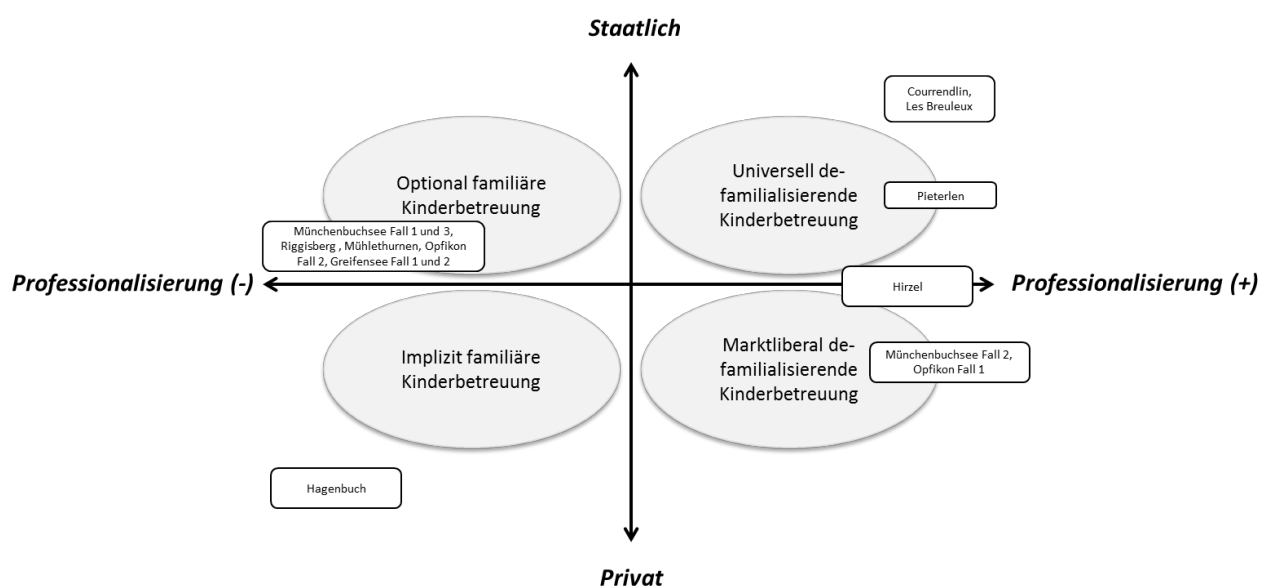 Staatlich
Courrendlin,
Les Breuleux
Optional familiäre
Kinderbetreuung
Universell de-
familialisierende
Kinderbetreuung
Pieterlen
Münchenbuchsee Fall 1 und 3,
Riggisberg , Mühlethurnen, Opfikon
Fall 2, Greifensee Fall 1 und 2
Professionalisierung (-)
Hirzel
Professionalisierung (+)
Implizit familiäre
Kinderbetreuung
Marktliberal de-
familialisierende
Kinderbetreuung
Münchenbuchsee Fall 2,
Opfikon Fall 1
Hagenbuch
Privat